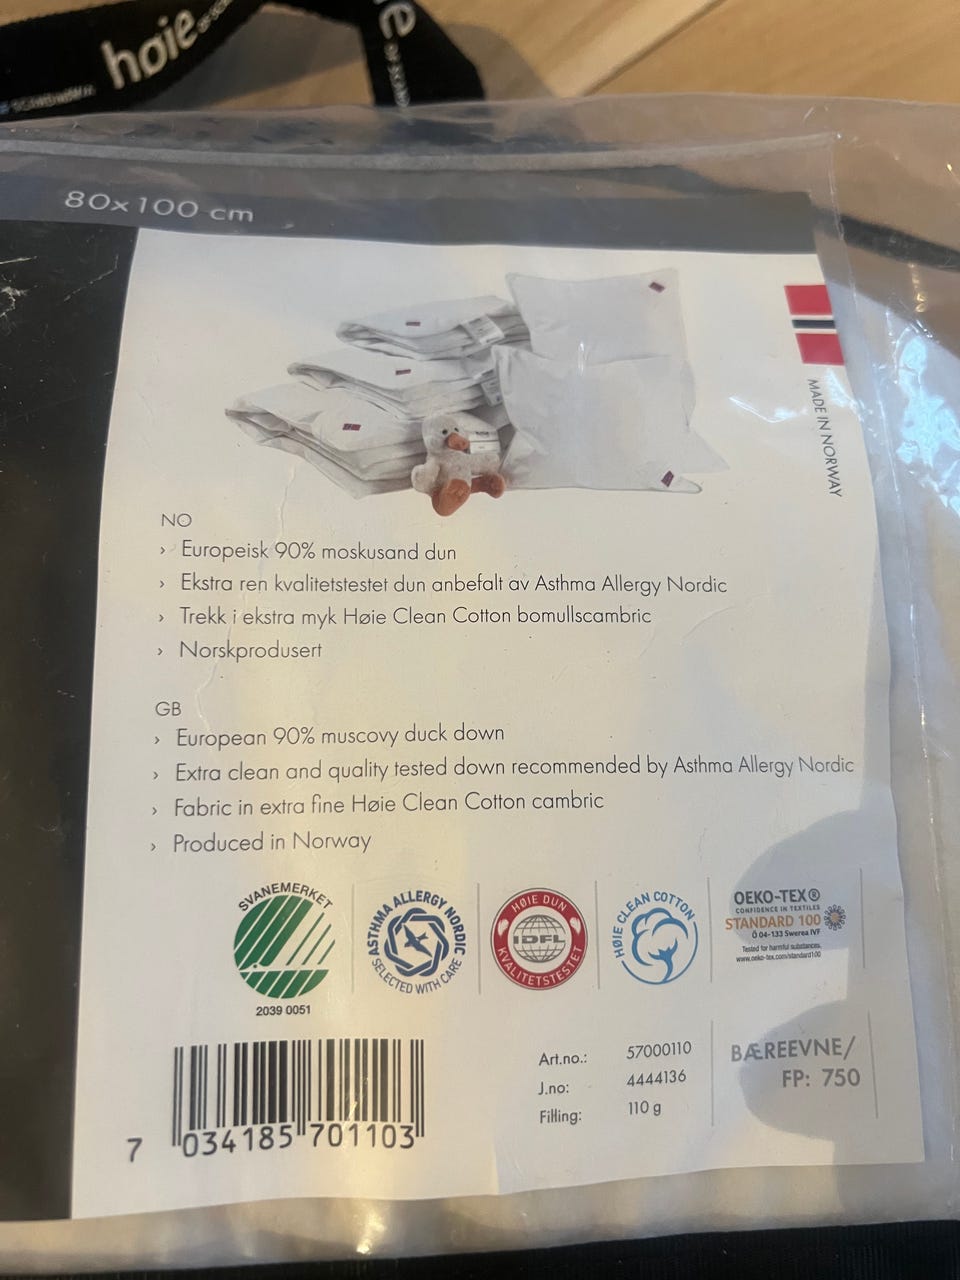 høie
SCANDINAVIA
80x100 cm
MADE IN NORWAY
NO
› Europeisk 90% moskusand dun
› Ekstra ren kvalitetstestet dun anbefalt av Asthma Allergy Nordic
› Trekk i ekstra myk Høie Clean Cotton bomullscambric
› Norskprodusert
GB
› European 90% muscovy duck down
› Extra clean and quality tested down recommended by Asthma Allergy Nordic
› Fabric in extra fine Høie Clean Cotton cambric
› Produced in Norway
SVANEMERKET
2039 0051
ASTHMA ALLERGY NORDIC
SELECTED WITH CARE
HØIE DUN
IDFL
KVALITETSTESTET
HØIE CLEAN COTTON
OEKO-TEX®
CONFIDENCE IN TEXTILES
STANDARD 100
Ö 04-133 Swerea IVF
Tested for harmful substances.
www.oeko-tex.com/standard100
7 034185 701103
Art.no.: 57000110
J.no: 4444136
Filling: 110 g
BÆREEVNE/
FP: 750